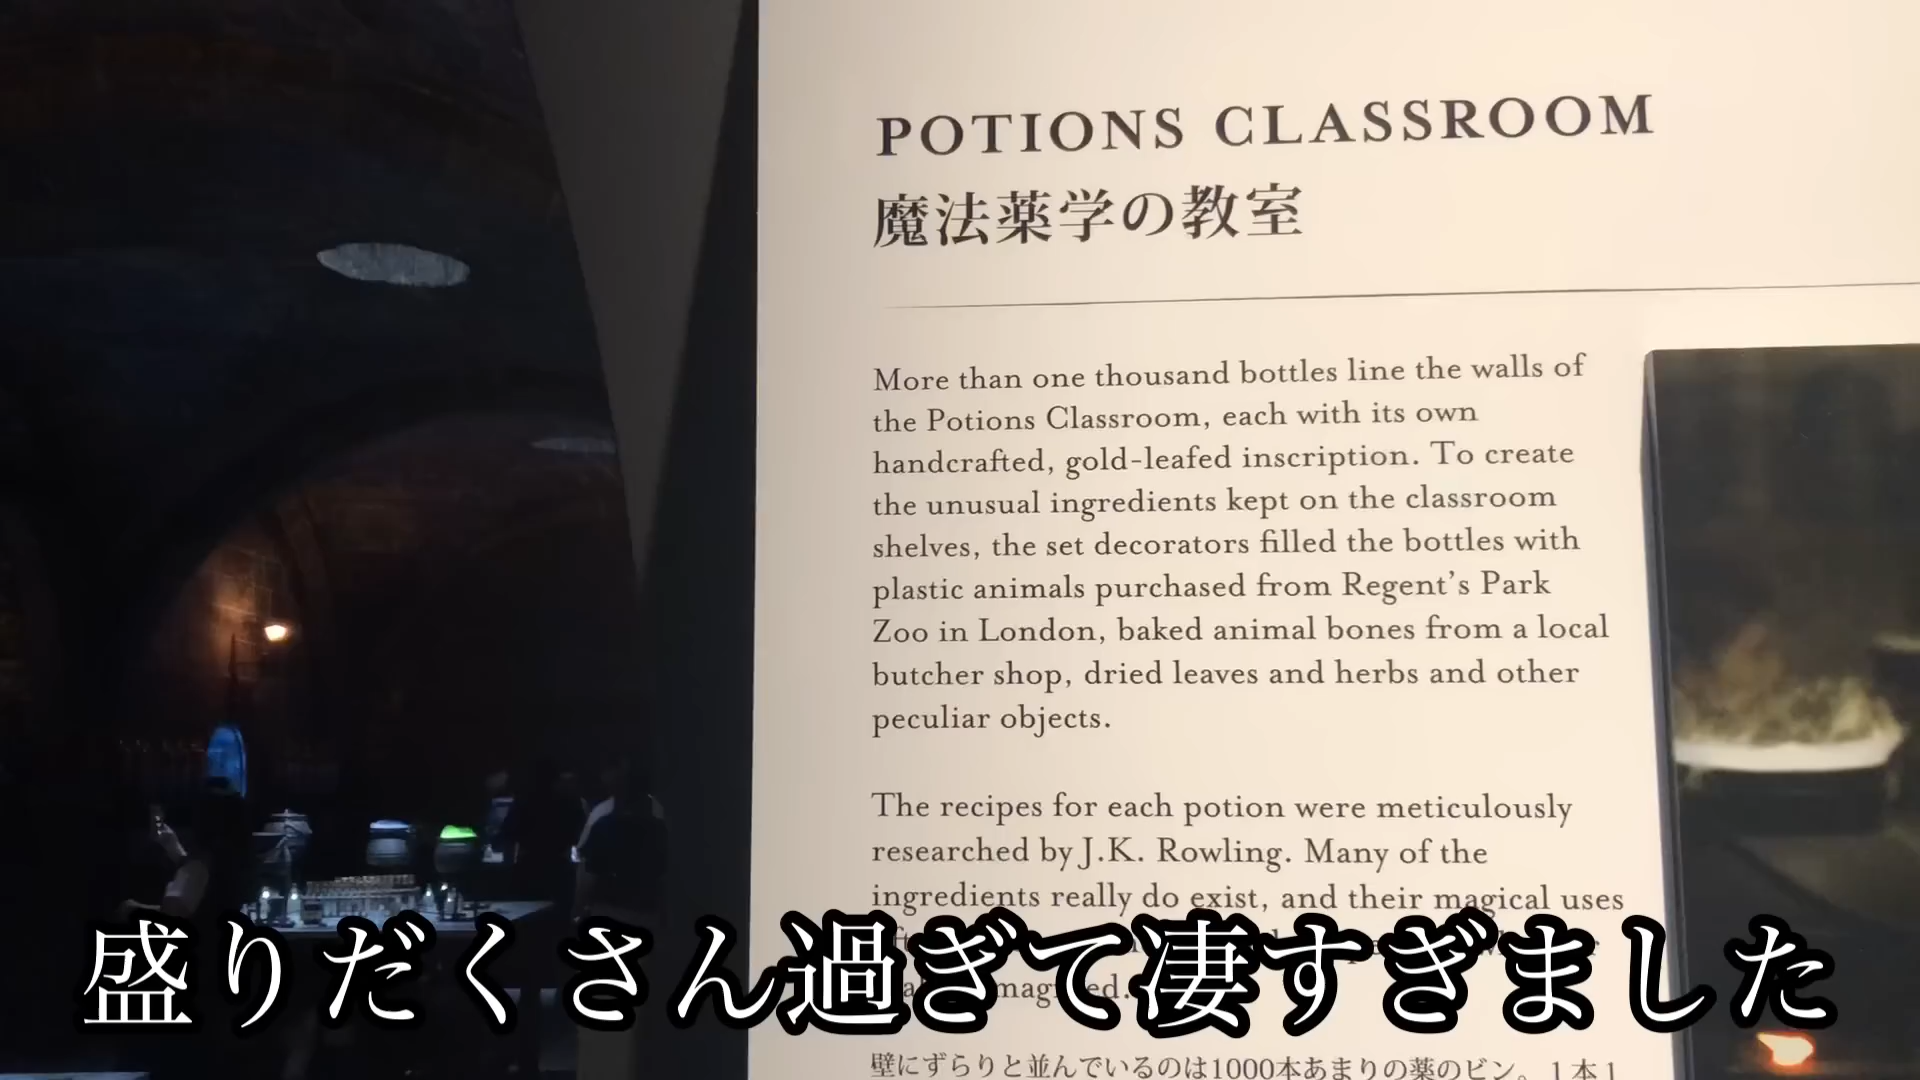 POTIONS CLASSROOM
魔法薬学の教室
More than one thousand bottles line the walls of
the Potions Classroom, each with its own
handcrafted, gold-leafed inscription. To create
the unusual ingredients kept on the classroom
shelves, the set decorators filled the bottles with
plastic animals purchased from Regent's Park
Zoo in London, baked animal bones from a local
butcher shop, dried leaves and herbs and other
peculiar objects.
The recipes for each potion were meticulously
researched by J.K. Rowling. Many of the
ingredients really do exist, and their magical uses
盛りだくさん過ぎて凄すぎました
壁にずらりと並んでいるのは1000本あまりの薬のビン。1本1